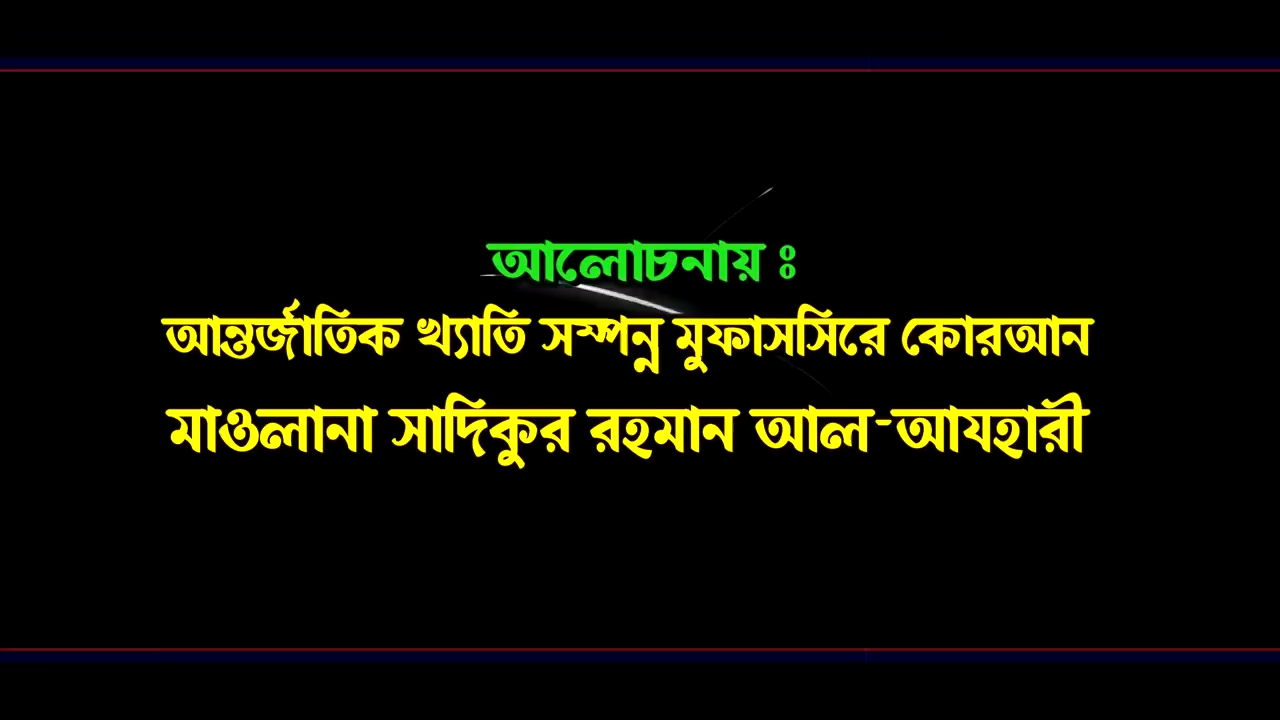 আলোচনায় ঃ
আন্তর্জাতিক খ্যাতি সম্পন্ন মুফাসসিরে কোরআন
মাওলানা সাদিকুর রহমান আল-আযহারী